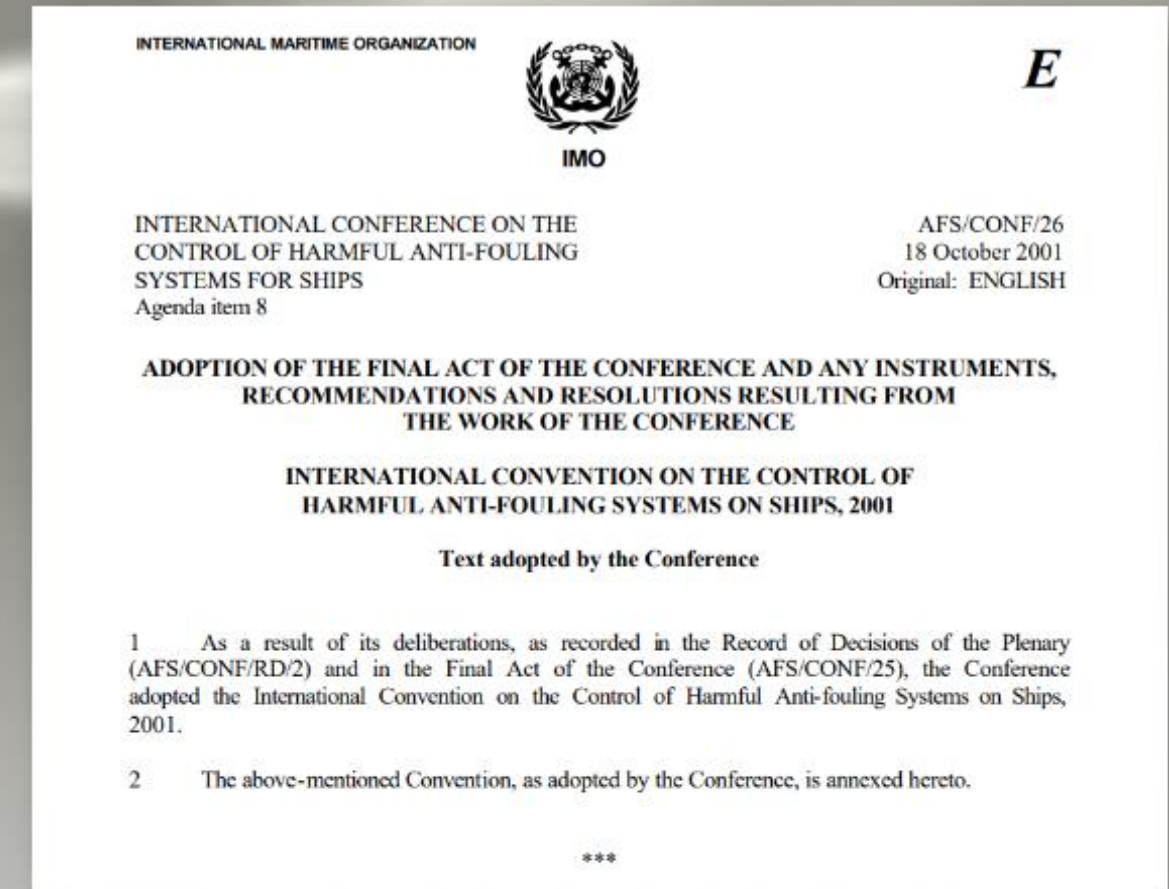 INTERNATIONAL MARITIME ORGANIZATION
E
IMO
INTERNATIONAL CONFERENCE ON THE
CONTROL OF HARMFUL ANTI-FOULING
SYSTEMS FOR SHIPS
Agenda item 8
AFS/CONF/26
18 October 2001
Original: ENGLISH
ADOPTION OF THE FINAL ACT OF THE CONFERENCE AND ANY INSTRUMENTS,
RECOMMENDATIONS AND RESOLUTIONS RESULTING FROM
THE WORK OF THE CONFERENCE
INTERNATIONAL CONVENTION ON THE CONTROL OF
HARMFUL ANTI-FOULING SYSTEMS ON SHIPS, 2001
Text adopted by the Conference
1 As a result of its deliberations, as recorded in the Record of Decisions of the Plenary
(AFS/CONF/RD/2) and in the Final Act of the Conference (AFS/CONF/25), the Conference
adopted the International Convention on the Control of Harmful Anti-fouling Systems on Ships,
2001.
2 The above-mentioned Convention, as adopted by the Conference, is annexed hereto.
***